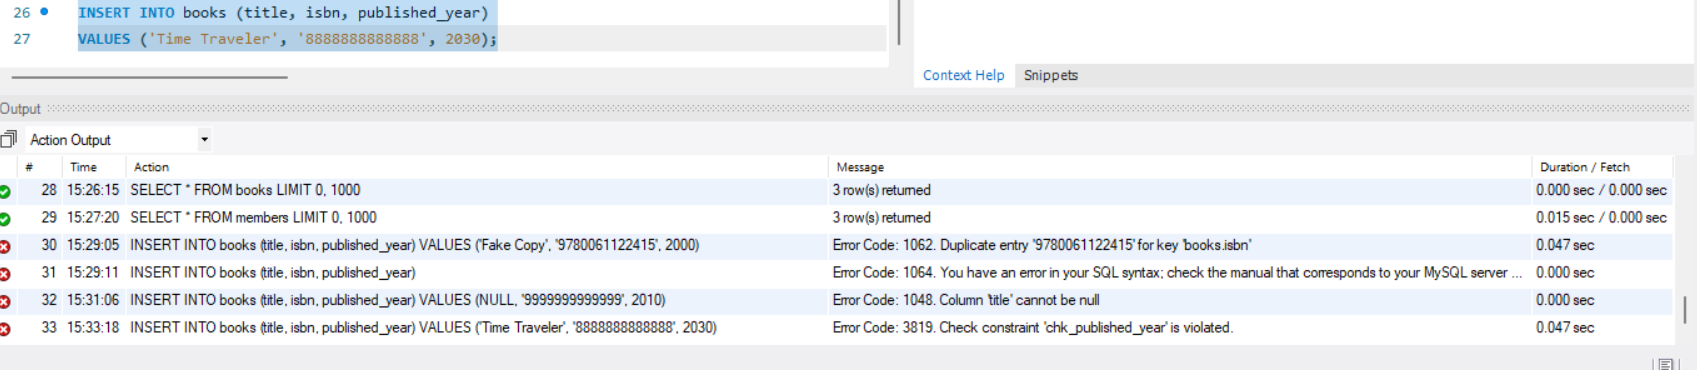 26 INSERT INTO books (title, isbn, published_year)
27 VALUES ('Time Traveler', '8888888888888', 2030);
Context Help Snippets
Output
Action Output
# Time Action Message Duration / Fetch
28 15:26:15 SELECT * FROM books LIMIT 0, 1000 3 row(s) returned 0.000 sec / 0.000 sec
29 15:27:20 SELECT * FROM members LIMIT 0, 1000 3 row(s) returned 0.015 sec / 0.000 sec
30 15:29:05 INSERT INTO books (title, isbn, published_year) VALUES ('Fake Copy', '9780061122415', 2000) Error Code: 1062. Duplicate entry '9780061122415' for key 'books.isbn' 0.047 sec
31 15:29:11 INSERT INTO books (title, isbn, published_year) Error Code: 1064. You have an error in your SQL syntax; check the manual that corresponds to your MySQL server ... 0.000 sec
32 15:31:06 INSERT INTO books (title, isbn, published_year) VALUES (NULL, '9999999999999', 2010) Error Code: 1048. Column 'title' cannot be null 0.000 sec
33 15:33:18 INSERT INTO books (title, isbn, published_year) VALUES ('Time Traveler', '8888888888888', 2030) Error Code: 3819. Check constraint 'chk_published_year' is violated. 0.047 sec